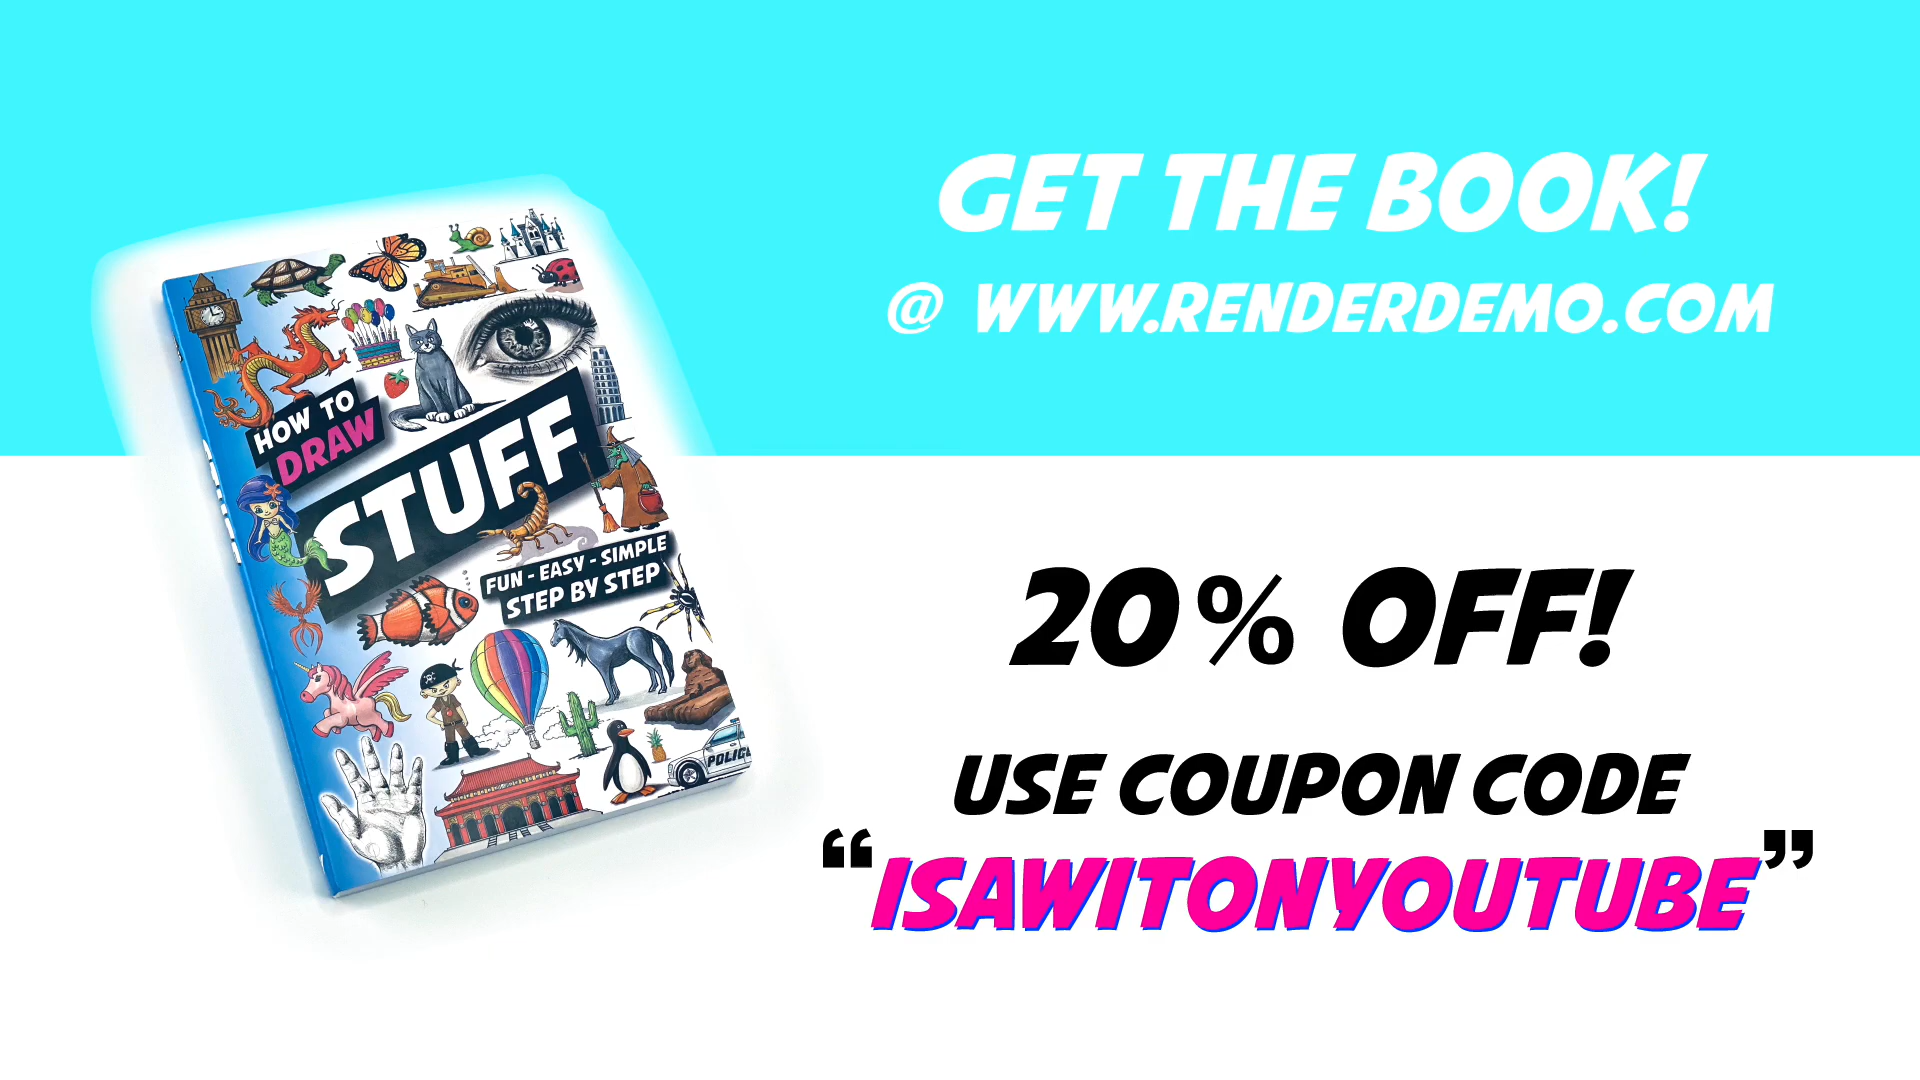 GET THE BOOK!
@ WWW.RENDERDEMO.COM
HOW TO
DRAW
STUFF
FUN - EASY - SIMPLE
STEP BY STEP
POLICE
20% OFF!
USE COUPON CODE
“ISAWITONYOUTUBE”